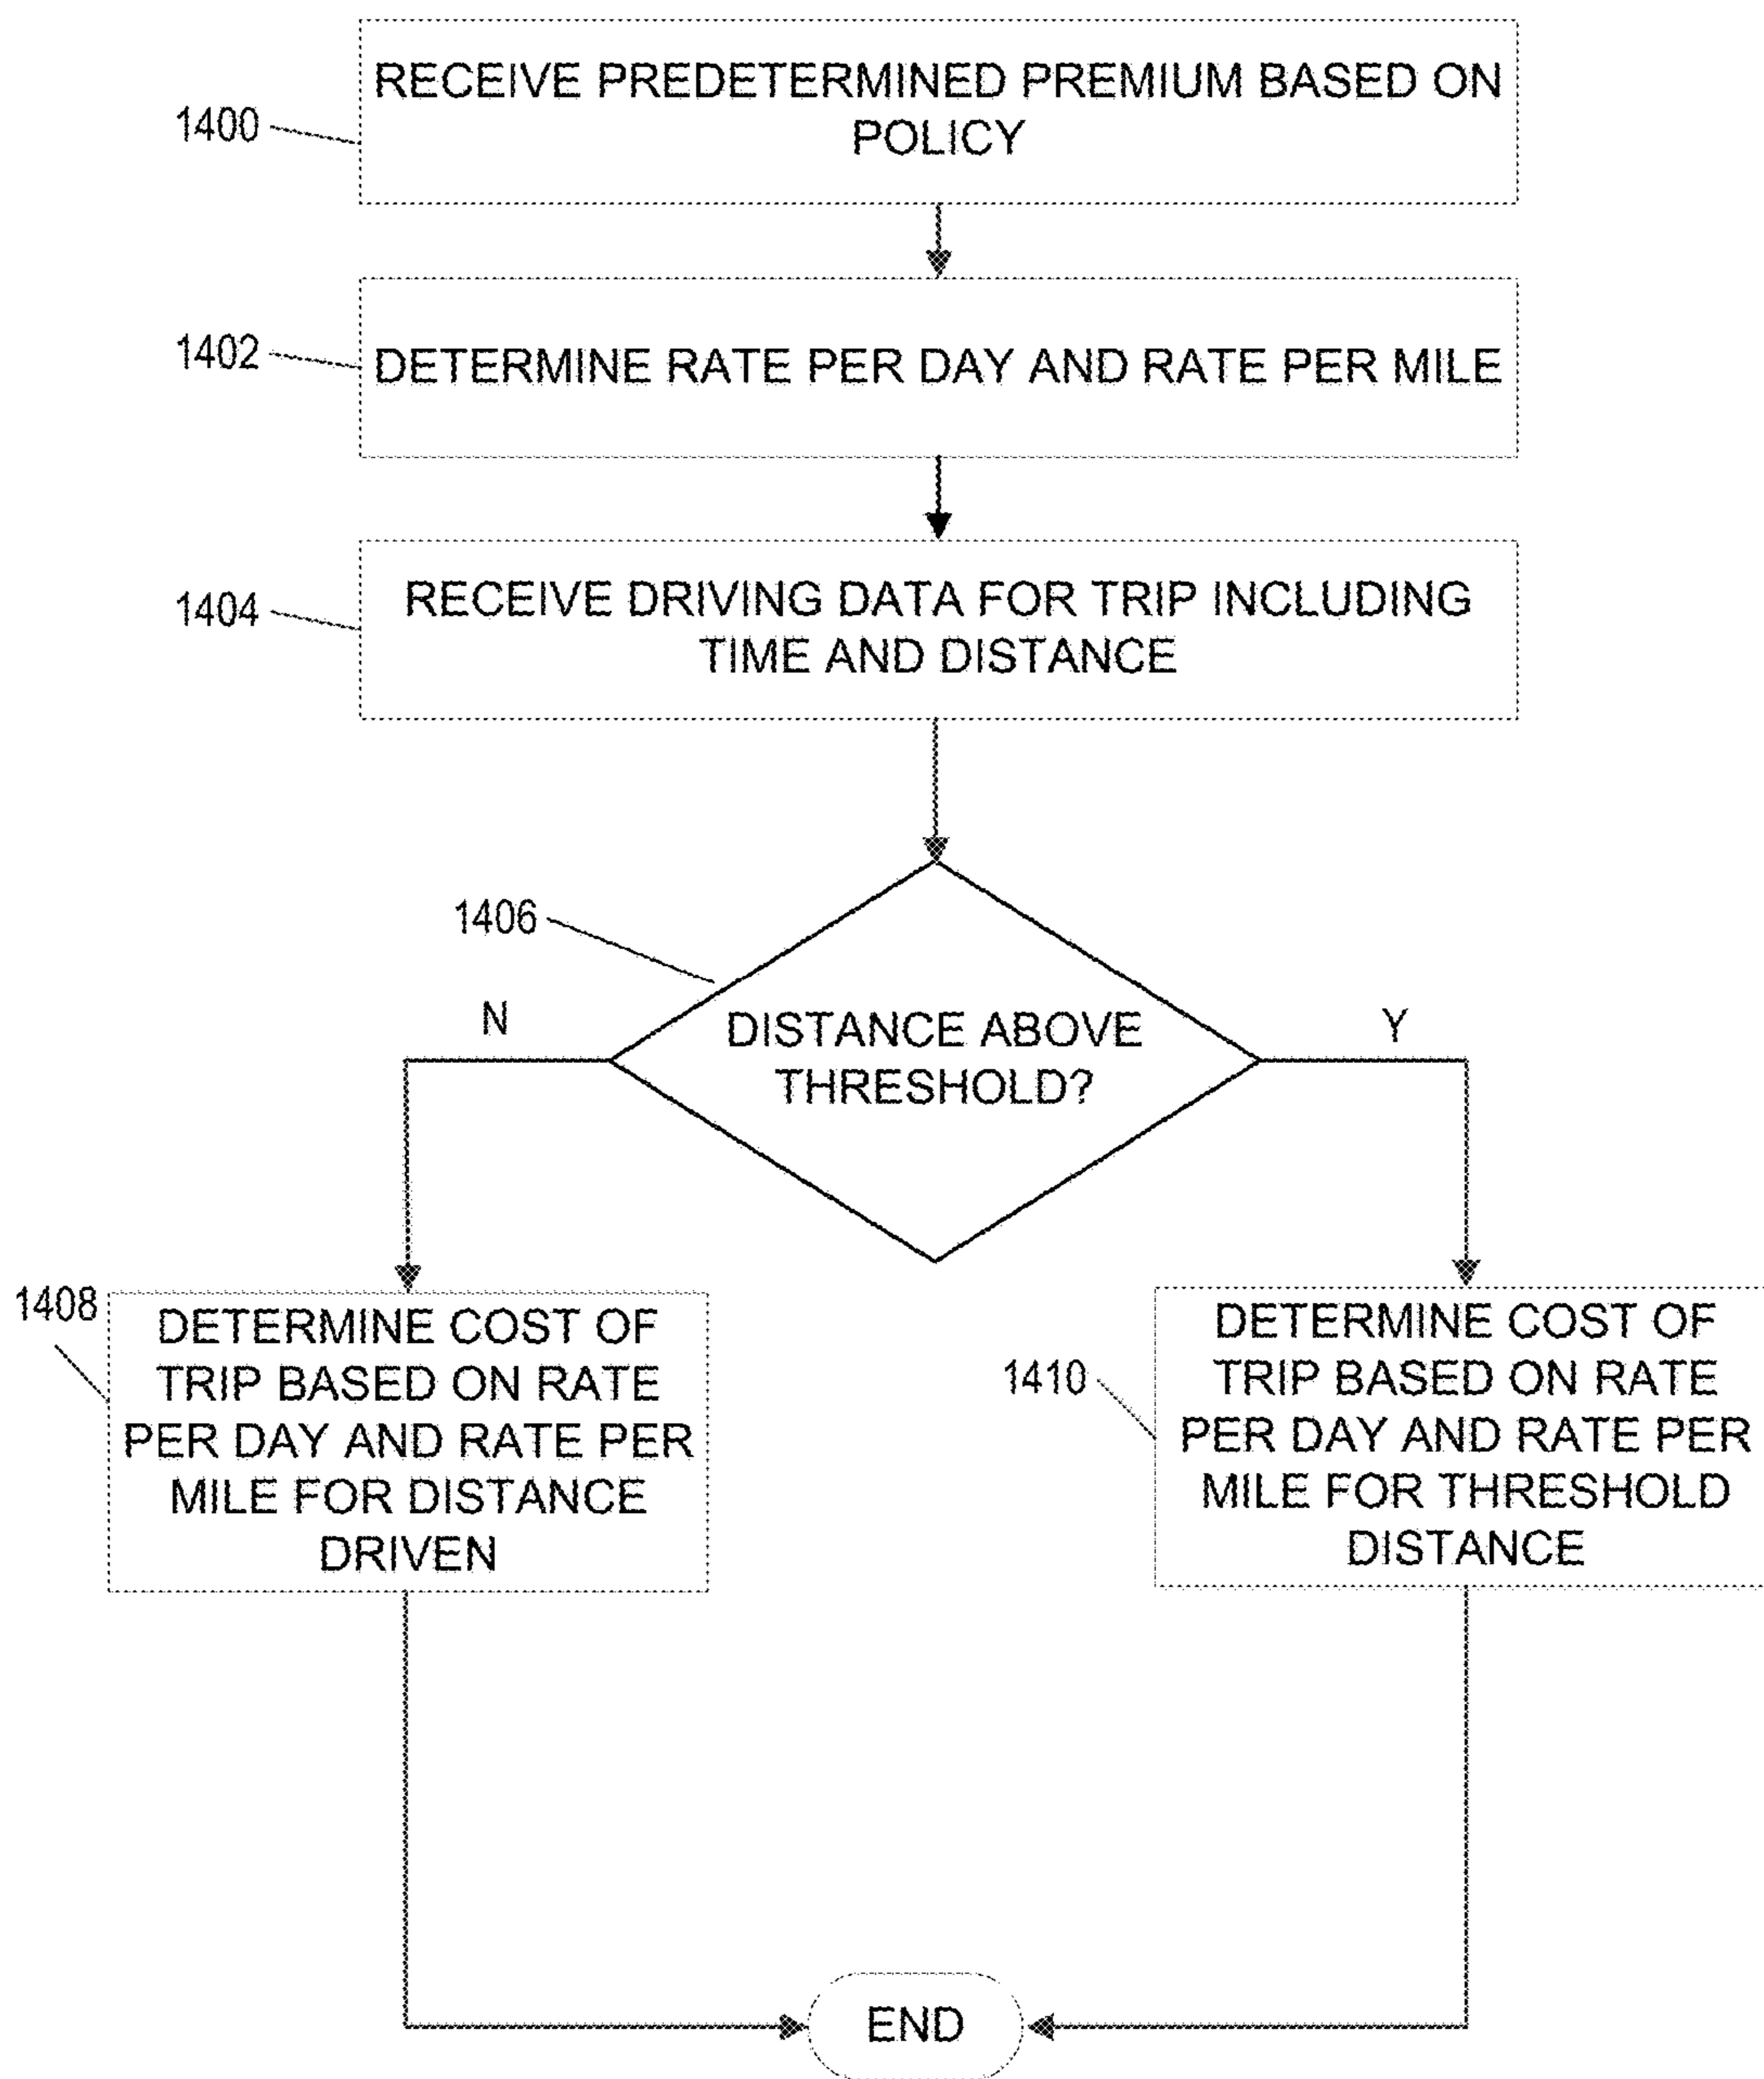 RECEIVE PREDETERMINED PREMIUM BASED ON
POLICY
1400
1402
DETERMINE RATE PER DAY AND RATE PER MILE
1404
RECEIVE DRIVING DATA FOR TRIP INCLUDING
TIME AND DISTANCE
1406
N
DISTANCE ABOVE
THRESHOLD?
Y
1408
DETERMINE COST OF
TRIP BASED ON RATE
PER DAY AND RATE PER
MILE FOR DISTANCE
DRIVEN
1410
DETERMINE COST OF
TRIP BASED ON RATE
PER DAY AND RATE PER
MILE FOR THRESHOLD
DISTANCE
END